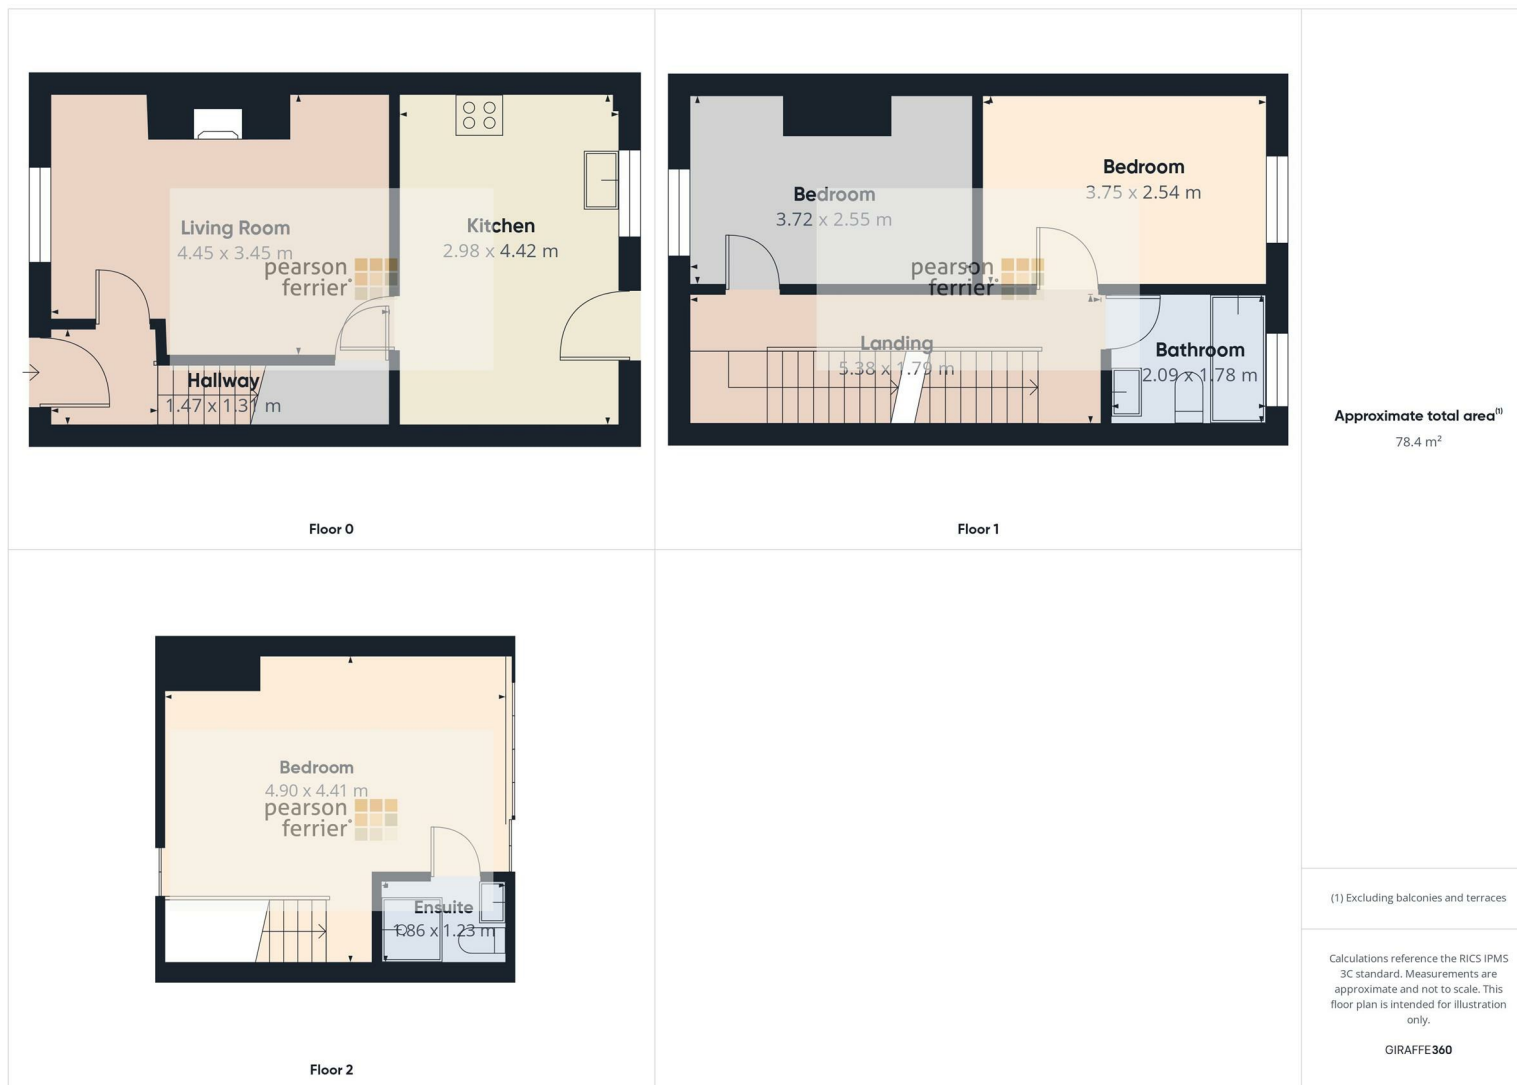 Living Room
4.45 x 3.45 m
Kitchen
2.98 x 4.42 m
pearson
ferrier
Hallway
1.47 x 1.31 m
Floor 0
Bedroom
3.72 x 2.55 m
Bedroom
3.75 x 2.54 m
pearson
ferrier
Landing
5.38 x 1.79 m
Bathroom
2.09 x 1.78 m
Floor 1
Approximate total area(1)
78.4 m²
Bedroom
4.90 x 4.41 m
pearson
ferrier
Ensuite
1.86 x 1.23 m
Floor 2
(1) Excluding balconies and terraces
Calculations reference the RICS IPMS
3C standard. Measurements are
approximate and not to scale. This
floor plan is intended for illustration
only.
GIRAFFE360